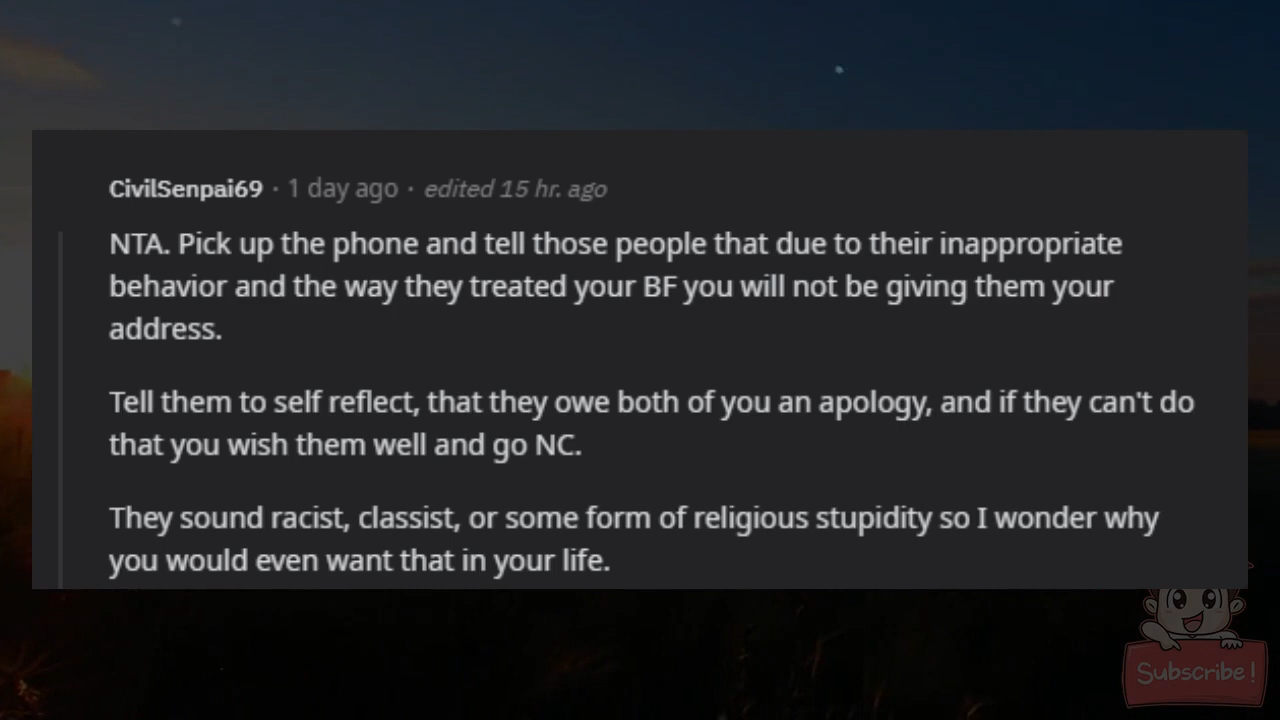 CivilSenpai69 · 1 day ago · edited 15 hr. ago
NTA. Pick up the phone and tell those people that due to their inappropriate
behavior and the way they treated your BF you will not be giving them your
address.
Tell them to self reflect, that they owe both of you an apology, and if they can't do
that you wish them well and go NC.
They sound racist, classist, or some form of religious stupidity so I wonder why
you would even want that in your life.
Subscribe!